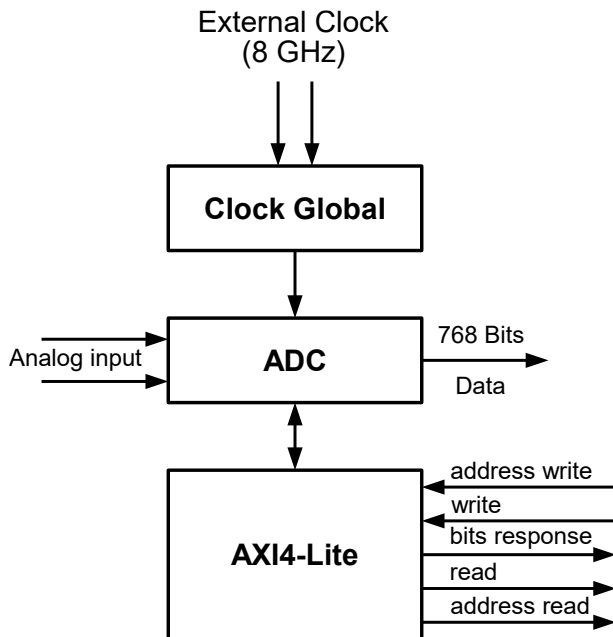 External Clock
(8 GHz)
Clock Global
Analog input
ADC
768 Bits
Data
AXI4-Lite
address write
write
bits response
read
address read